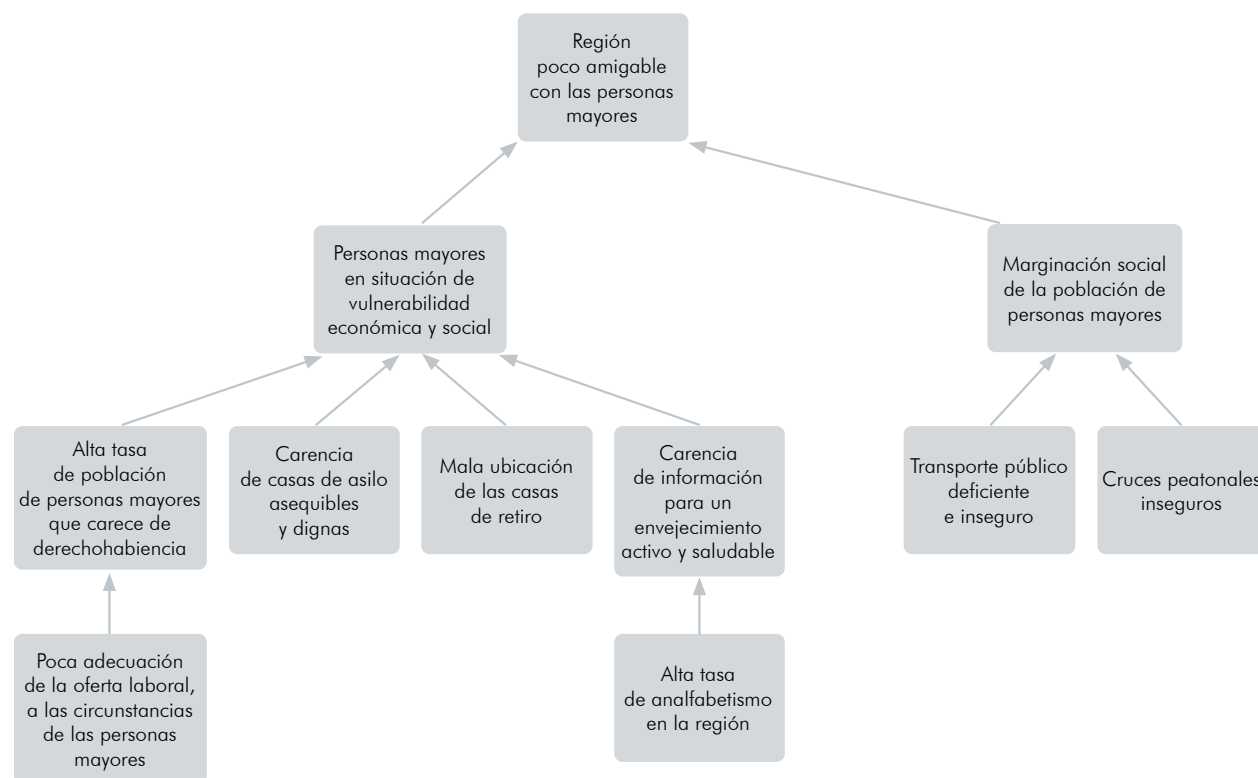 Región
poco amigable
con las personas
mayores
Personas mayores
en situación de
vulnerabilidad
económica y social
Marginación social
de la población de
personas mayores
Alta tasa
de población
de personas mayores
que carece de
derechohabiencia
Carencia
de casas de asilo
asequibles
y dignas
Mala ubicación
de las casas
de retiro
Carencia
de información
para un
envejecimiento
activo y saludable
Transporte público
deficiente
e inseguro
Cruces peatonales
inseguros
Poca adecuación
de la oferta laboral,
a las circunstancias
de las personas
mayores
Alta tasa
de analfabetismo
en la región